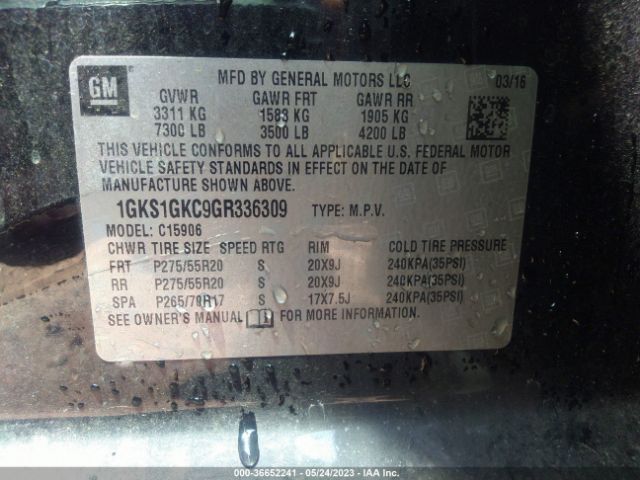 GM
MFD BY GENERAL MOTORS LLC 03/16
GVWR GAWR FRT GAWR RR
3311 KG 1583 KG 1905 KG
7300 LB 3500 LB 4200 LB
THIS VEHICLE CONFORMS TO ALL APPLICABLE U.S. FEDERAL MOTOR
VEHICLE SAFETY STANDARDS IN EFFECT ON THE DATE OF
MANUFACTURE SHOWN ABOVE.
1GKS1GKC9GR336309 TYPE: M.P.V.
MODEL: C15906
CHWR TIRE SIZE SPEED RTG RIM COLD TIRE PRESSURE
FRT P275/55R20 S 20X9J 240KPA(35PSI)
RR P275/55R20 S 20X9J 240KPA(35PSI)
SPA P265/70R17 S 17X7.5J 240KPA(35PSI)
SEE OWNER'S MANUAL FOR MORE INFORMATION.
000-36652241 - 05/24/2023 - IAA Inc.